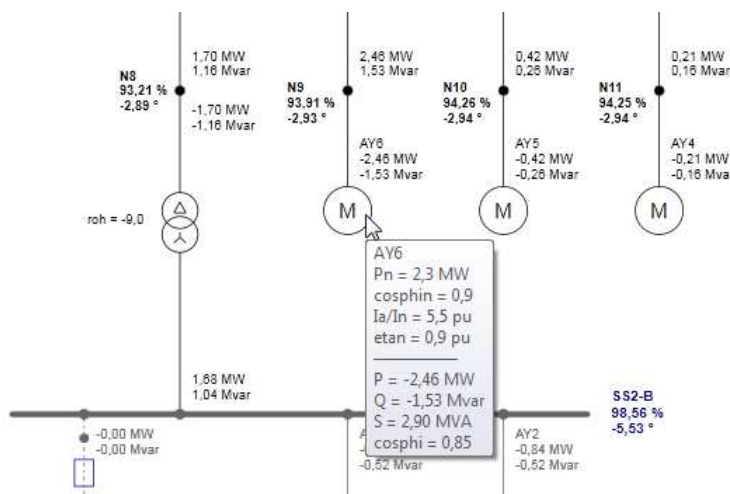 1,70 MW
1,16 Mvar
N8
93,21 %
-2,89 °
-1,70 MW
-1,16 Mvar
roh = -9,0
1,68 MW
1,04 Mvar
2,46 MW
1,53 Mvar
N9
93,91 %
-2,93 °
AY6
-2,46 MW
-1,53 Mvar
M
0,42 MW
0,26 Mvar
N10
94,26 %
-2,94 °
AY5
-0,42 MW
-0,26 Mvar
M
0,21 MW
0,16 Mvar
N11
94,25 %
-2,94 °
AY4
-0,21 MW
-0,16 Mvar
M
AY6
Pn = 2,3 MW
cosphin = 0,9
Ia/In = 5,5 pu
etan = 0,9 pu
P = -2,46 MW
Q = -1,53 Mvar
S = 2,90 MVA
cosphi = 0,85
SS2-B
98,56 %
-5,53 °
-0,00 MW
-0,00 Mvar
-0,52 Mvar
AY2
-0,84 MW
-0,52 Mvar